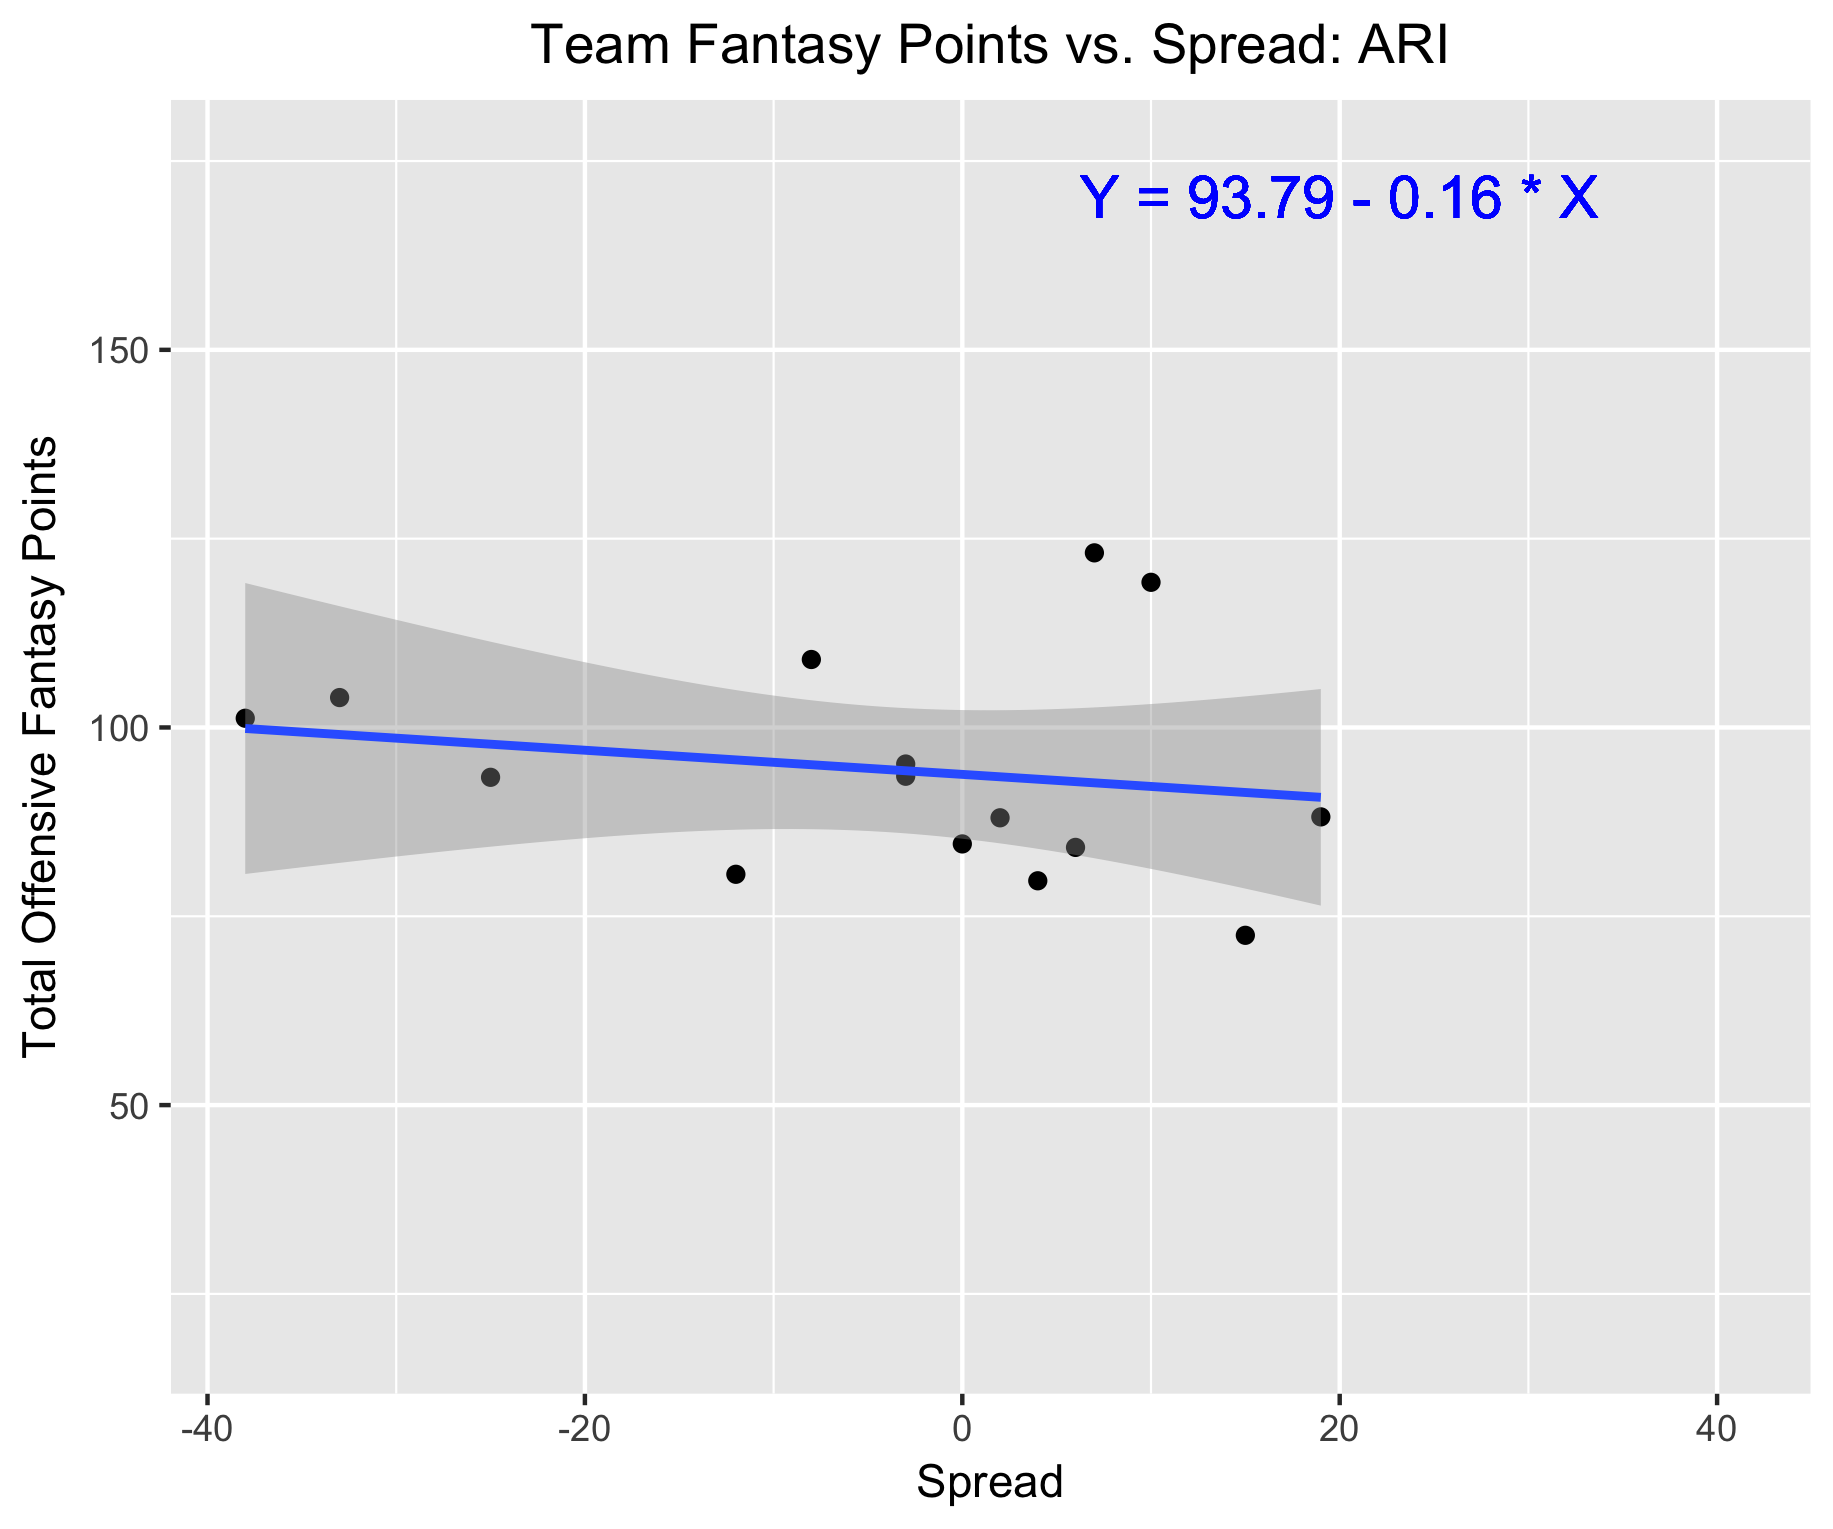 Team Fantasy Points vs. Spread: ARI
Y = 93.79 - 0.16 * X
Total Offensive Fantasy Points
150
100
50
-40
-20
0
20
40
Spread